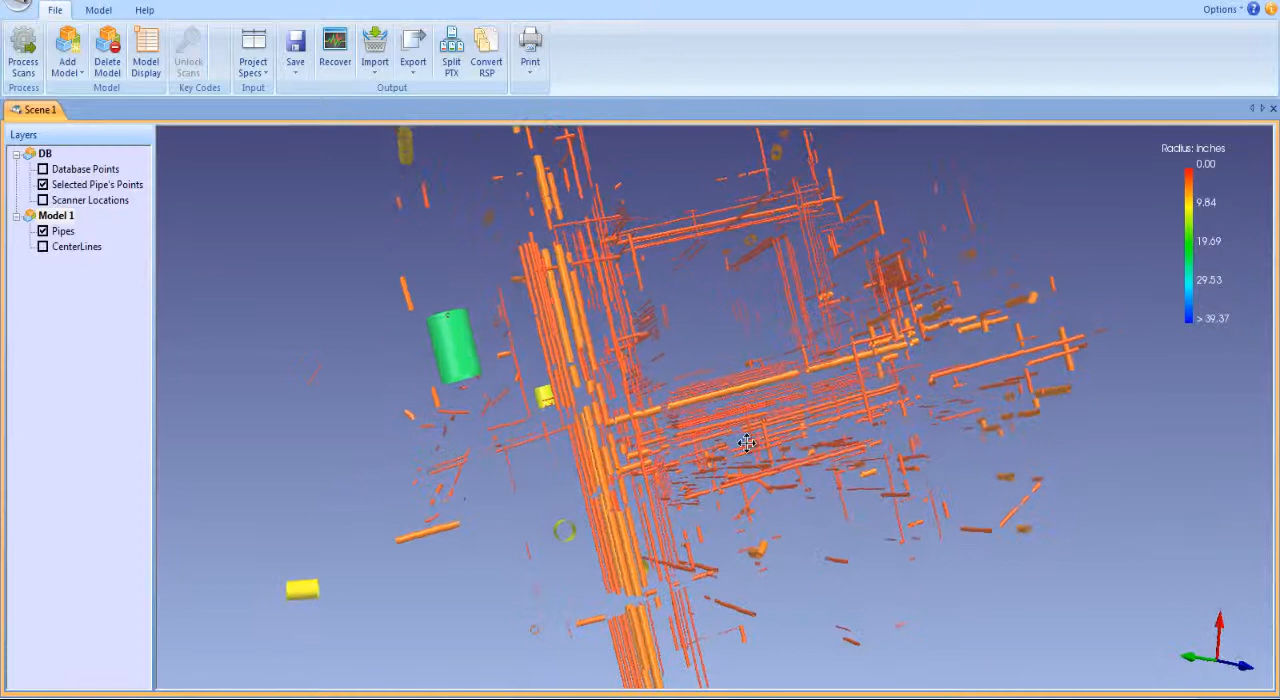 File Model Help Options
Process Scans
Add Model
Delete Model
Model Display
Unlock Scans
Project Specs
Save
Recover
Import
Export
Split PTX
Convert RSP
Print
Process Model Key Codes Input Output
Scene1
Layers
DB
Database Points
Selected Pipe's Points
Scanner Locations
Model 1
Pipes
CenterLines
Radius: Inches
0.00
9.84
19.69
29.53
> 39.37